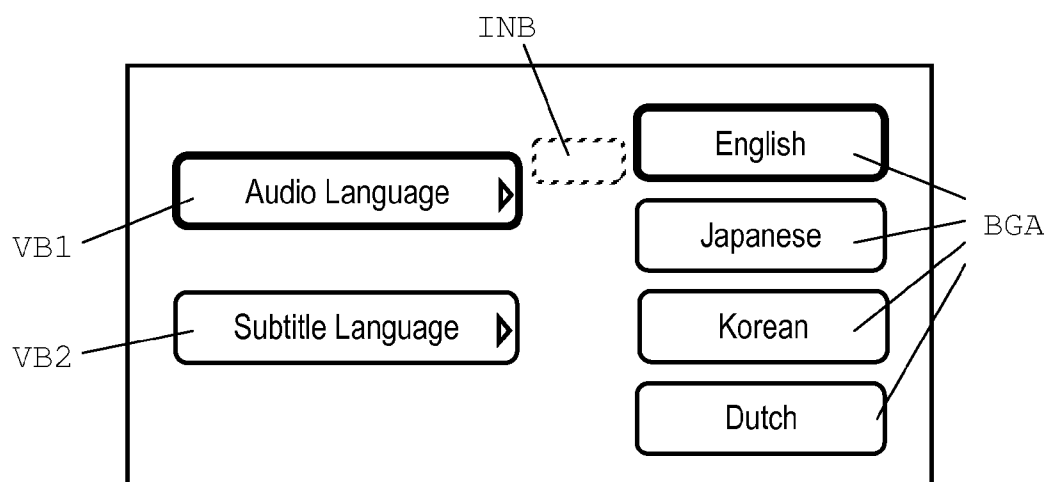 INB
English
Audio Language
Japanese
VB1
BGA
Subtitle Language
Korean
VB2
Dutch